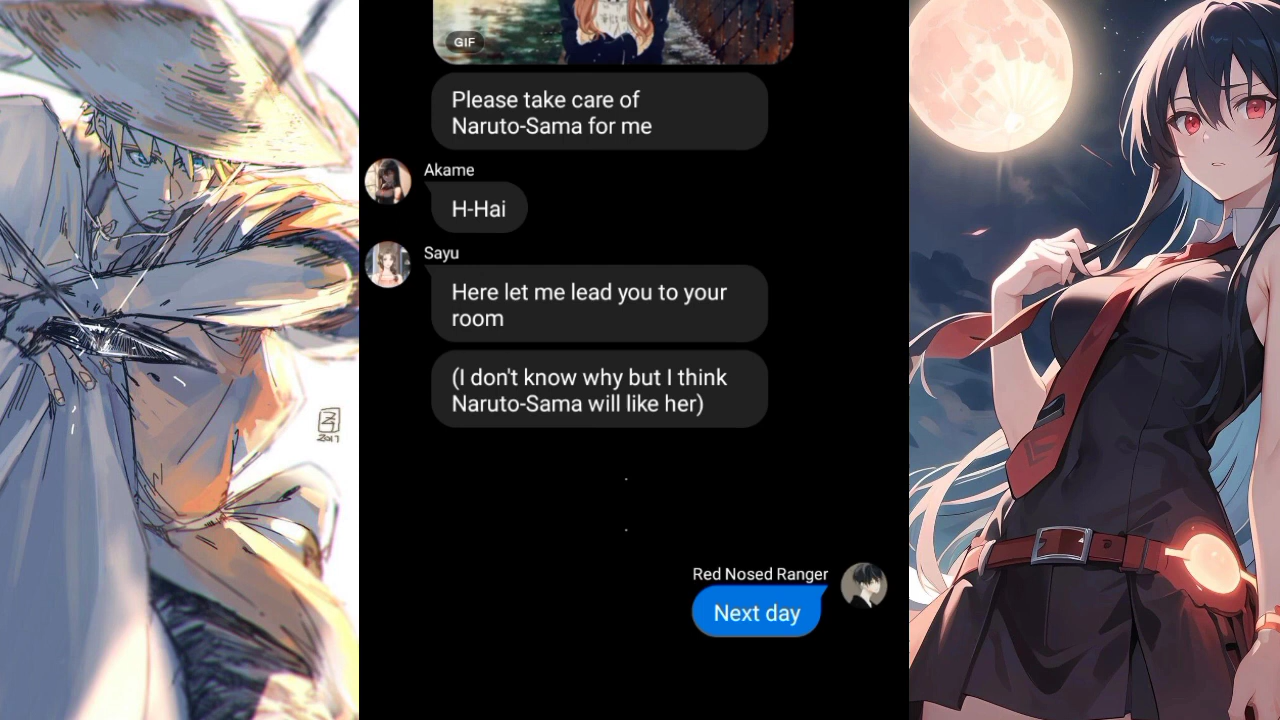 GIF
Please take care of
Naruto-Sama for me
Akame
H-Hai
Sayu
Here let me lead you to your
room
(I don't know why but I think
Naruto-Sama will like her)
.
.
Red Nosed Ranger
Next day
2017